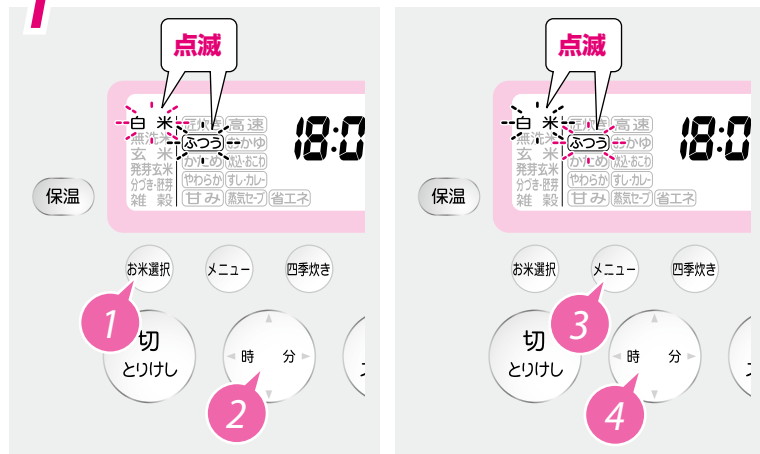 1
点滅
白米
無洗米
玄米
発芽玄米
分づき・胚芽
雑穀
高速
ふつう
おかゆ
かため
炊込・おこわ
やわらか
すし・カレー
甘み
蒸気セーブ
省エネ
18:0
保温
お米選択
メニュー
四季炊き
1
切
とりけし
時 分
2
点滅
白米
無洗米
玄米
発芽玄米
分づき・胚芽
雑穀
高速
ふつう
おかゆ
かため
炊込・おこわ
やわらか
すし・カレー
甘み
蒸気セーブ
省エネ
18:0
保温
お米選択
メニュー
四季炊き
3
切
とりけし
時 分
4